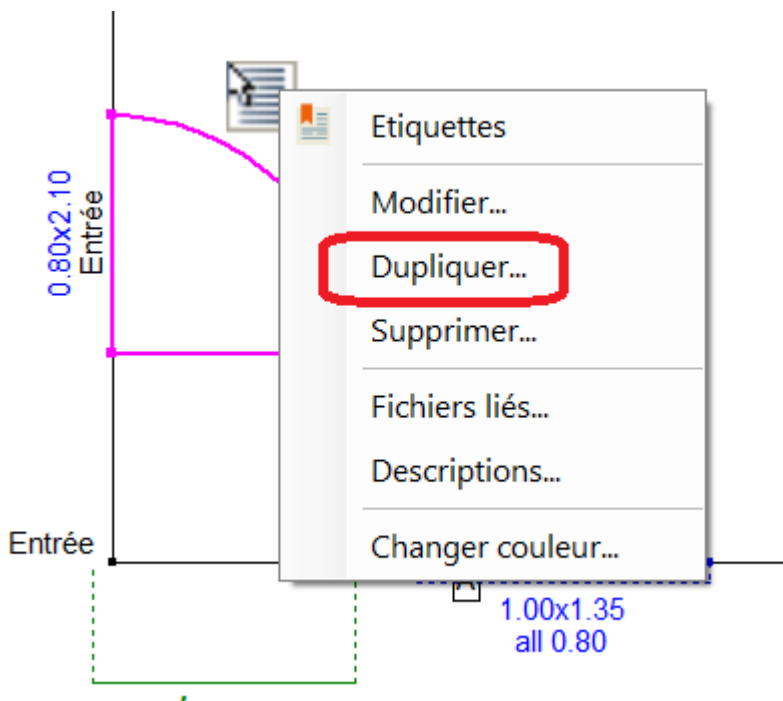 Etiquettes
Modifier...
Dupliquer...
Supprimer...
Fichiers liés...
Descriptions...
Changer couleur...
0.80x2.10
Entrée
Entrée
1.00x1.35
all 0.80